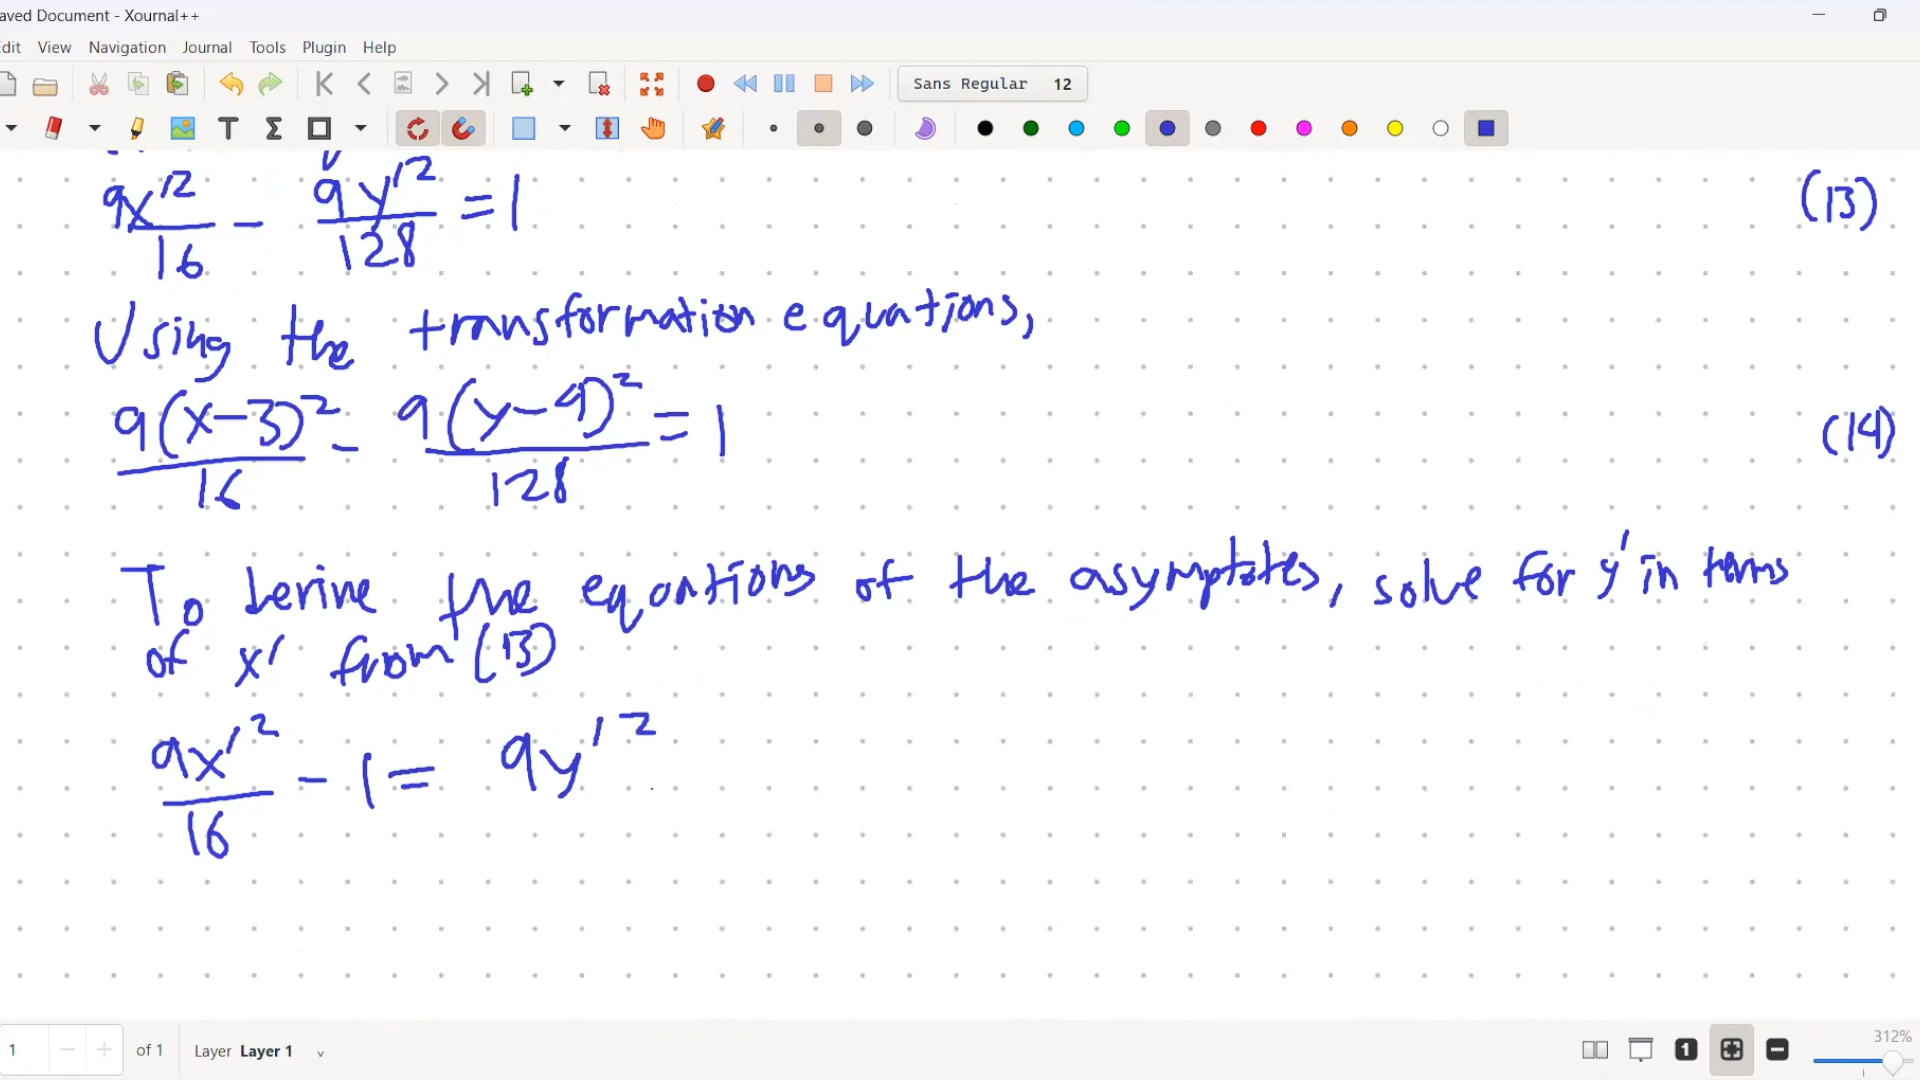 aved Document - Xournal++
dit View Navigation Journal Tools Plugin Help
Sans Regular 12
9x'²/16 - 9y'²/128 = 1 (13)
Using the transformation equations,
9(x-3)²/16 - 9(y-4)²/128 = 1 (14)
To derive the equations of the asymptotes, solve for y' in terms
of x' from (13)
9x'²/16 - 1 = 9y'²
1 of 1 Layer Layer 1
1
312%